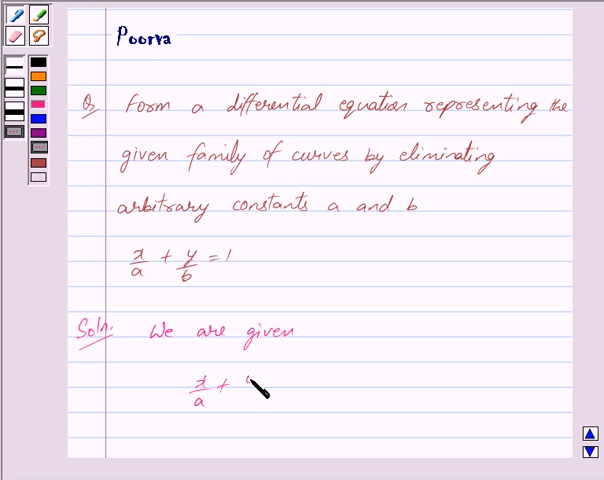 Poorva
Q Form a differential equation representing the
given family of curves by eliminating
arbitrary constants a and b
x/a + y/b = 1
Soln: We are given
x/a +